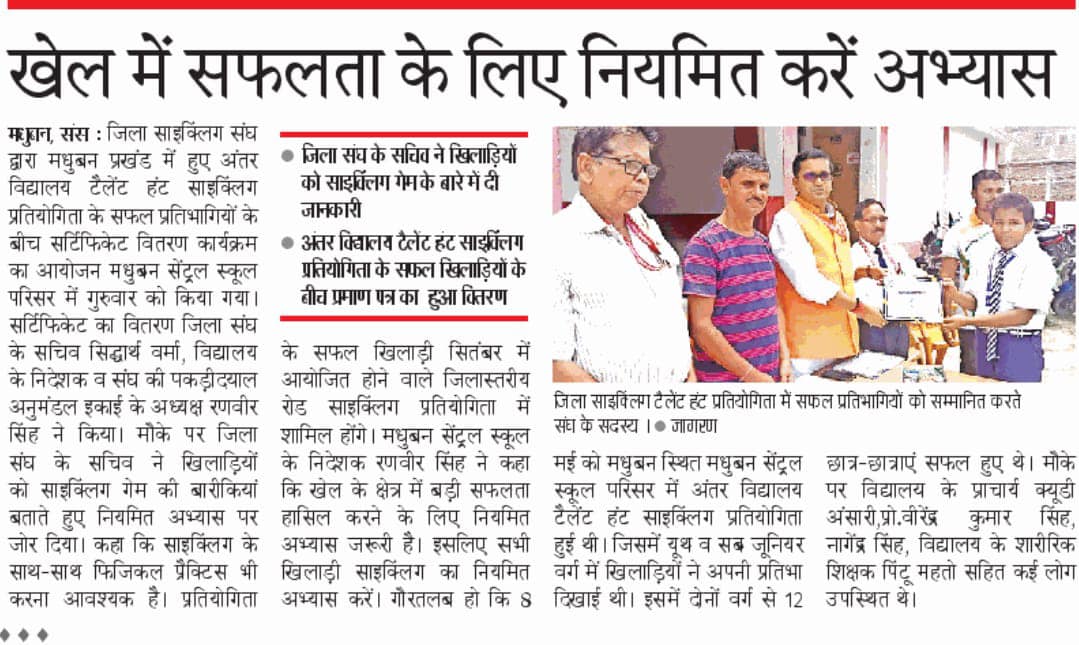 खेल में सफलता के लिए नियमित करें अभ्यास
मधुबन, संस : जिला साइक्लिंग संघ
द्वारा मधुबन प्रखंड में हुए अंतर
विद्यालय टैलेंट हंट साइक्लिंग
प्रतियोगिता के सफल प्रतिभागियों के
बीच सर्टिफिकेट वितरण कार्यक्रम
का आयोजन मधुबन सेंट्रल स्कूल
परिसर में गुरुवार को किया गया।
सर्टिफिकेट का वितरण जिला संघ
के सचिव सिद्धार्थ वर्मा, विद्यालय
के निदेशक व संघ की पकड़ीदयाल
अनुमंडल इकाई के अध्यक्ष रणवीर
सिंह ने किया। मौके पर जिला
संघ के सचिव ने खिलाड़ियों
को साइक्लिंग गेम की बारीकियां
बताते हुए नियमित अभ्यास पर
जोर दिया। कहा कि साइक्लिंग के
साथ-साथ फिजिकल प्रैक्टिस भी
करना आवश्यक है। प्रतियोगिता
● जिला संघ के सचिव ने खिलाड़ियों
को साइक्लिंग गेम के बारे में दी
जानकारी
● अंतर विद्यालय टैलेंट हंट साइक्लिंग
प्रतियोगिता के सफल खिलाड़ियों के
बीच प्रमाण पत्र का हुआ वितरण
के सफल खिलाड़ी सितंबर में
आयोजित होने वाले जिलास्तरीय
रोड साइक्लिंग प्रतियोगिता में
शामिल होंगे। मधुबन सेंट्रल स्कूल
के निदेशक रणवीर सिंह ने कहा
कि खेल के क्षेत्र में बड़ी सफलता
हासिल करने के लिए नियमित
अभ्यास जरूरी है। इसलिए सभी
खिलाड़ी साइक्लिंग का नियमित
अभ्यास करें। गौरतलब हो कि 8
जिला साइक्लिंग टैलेंट हंट प्रतियोगिता में सफल प्रतिभागियों को सम्मानित करते
संघ के सदस्य । ● जागरण
मई को मधुबन स्थित मधुबन सेंट्रल
स्कूल परिसर में अंतर विद्यालय
टैलेंट हंट साइक्लिंग प्रतियोगिता
हुई थी। जिसमें यूथ व सब जूनियर
वर्ग में खिलाड़ियों ने अपनी प्रतिभा
दिखाई थी। इसमें दोनों वर्ग से 12
छात्र-छात्राएं सफल हुए थे। मौके
पर विद्यालय के प्राचार्य क्यूडी
अंसारी,प्रो.वीरेंद्र कुमार सिंह,
नागेंद्र सिंह, विद्यालय के शारीरिक
शिक्षक पिंटू महतो सहित कई लोग
उपस्थित थे।